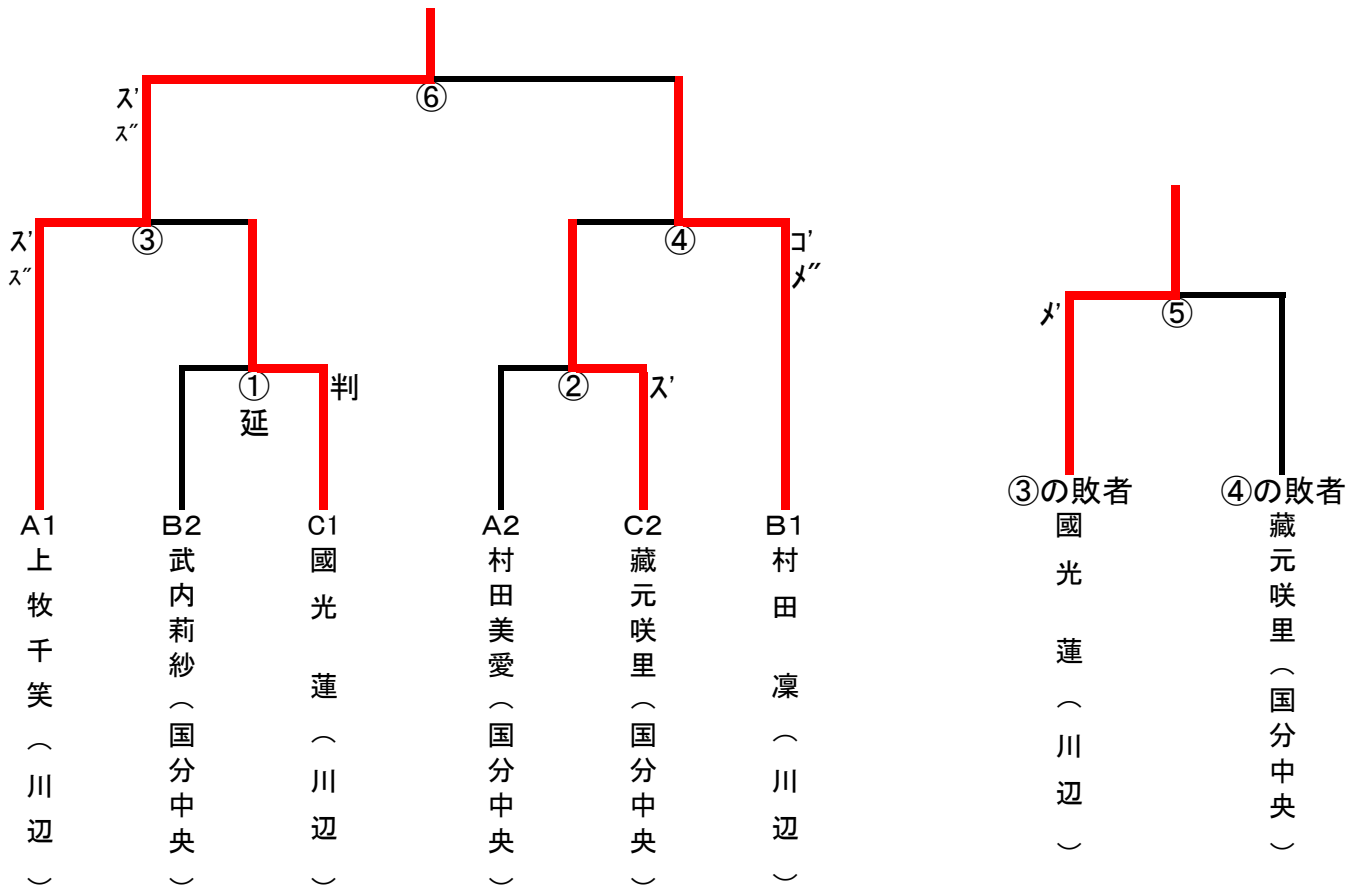 ⑥
ス'
ズ"
③
ス'
ズ"
④
コ'
メ"
①
延
判
②
ス'
A1
上牧千笑（川辺）
B2
武内莉紗（国分中央）
C1
國光　蓮（川辺）
A2
村田美愛（国分中央）
C2
藏元咲里（国分中央）
B1
村田　凜（川辺）
⑤
メ'
③の敗者
國光　蓮（川辺）
④の敗者
藏元咲里（国分中央）